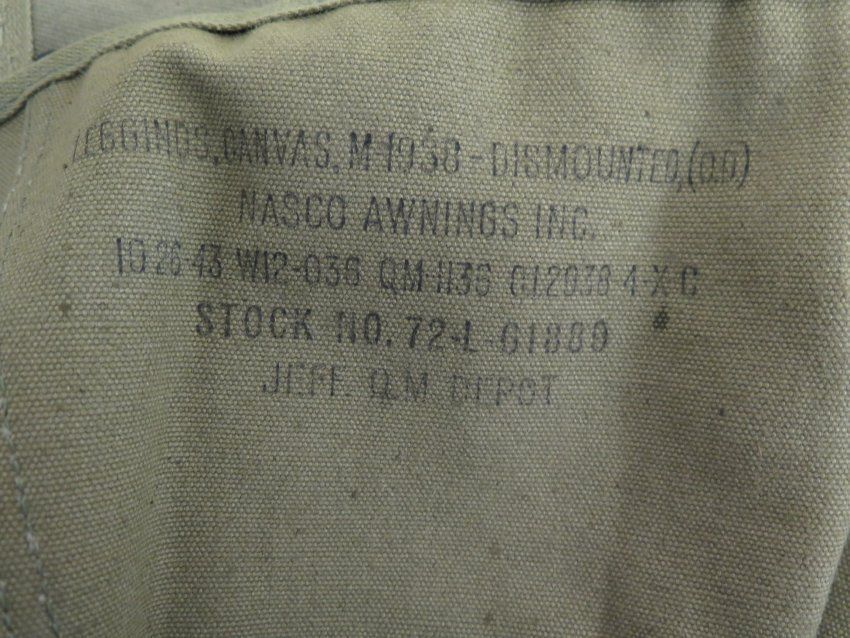 LEGGINGS, CANVAS, M-1938 - DISMOUNTED, (O.D)
NASCO AWNINGS INC.
10 26-43 W12-036 QM-1136 C12938 4-X C
STOCK NO. 72-L-61889
JEFF. Q.M. DEPOT